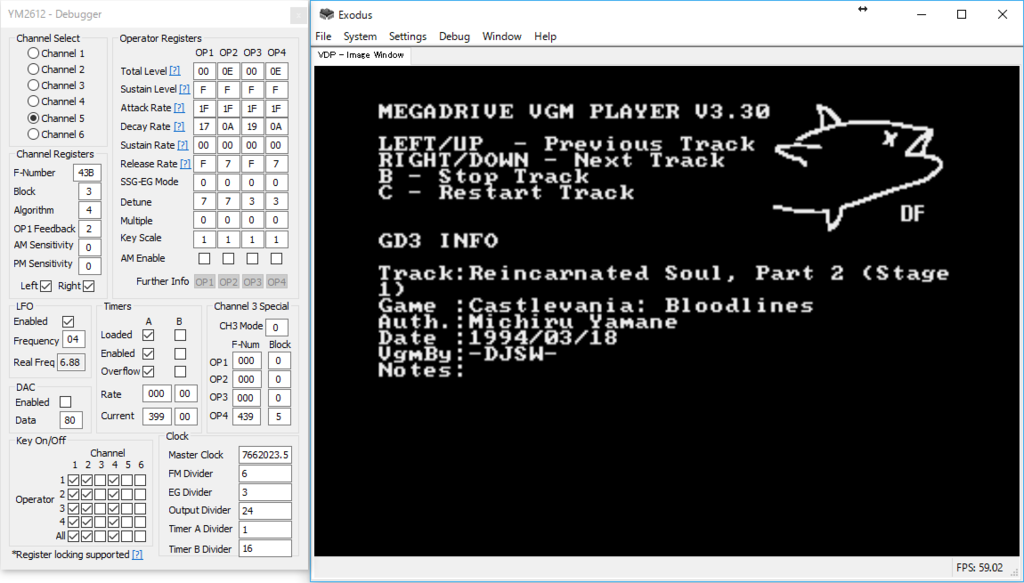 YM2612 - Debugger
Channel Select
Channel 1
Channel 2
Channel 3
Channel 4
Channel 5
Channel 6
Channel Registers
F-Number 43B
Block 3
Algorithm 4
OP1 Feedback 2
AM Sensitivity 0
PM Sensitivity 0
Left Right
Operator Registers
OP1 OP2 OP3 OP4
Total Level [?] 00 0E 00 0E
Sustain Level [?] F F F F
Attack Rate [?] 1F 1F 1F 1F
Decay Rate [?] 17 0A 19 0A
Sustain Rate [?] 00 00 00 00
Release Rate [?] F 7 F 7
SSG-EG Mode 0 0 0 0
Detune 7 7 3 3
Multiple 0 0 0 0
Key Scale 1 1 1 1
AM Enable
Further Info OP1 OP2 OP3 OP4
LFO
Enabled
Frequency 04
Real Freq 6.88
Timers
A B
Loaded
Enabled
Overflow
Rate 000 00
Current 399 00
Channel 3 Special
CH3 Mode 0
F-Num Block
OP1 000 0
OP2 000 0
OP3 000 0
OP4 439 5
DAC
Enabled
Data 80
Key On/Off
Channel
1 2 3 4 5 6
1
Operator 2
3
4
All
*Register locking supported [?]
Clock
Master Clock 7662023.5
FM Divider 6
EG Divider 3
Output Divider 24
Timer A Divider 1
Timer B Divider 16
Exodus
File System Settings Debug Window Help
VDP - Image Window
MEGADRIVE VGM PLAYER V3.30
LEFT/UP - Previous Track
RIGHT/DOWN - Next Track
B - Stop Track
C - Restart Track
DF
GD3 INFO
Track:Reincarnated Soul, Part 2 (Stage
1)
Game :Castlevania: Bloodlines
Auth.:Michiru Yamane
Date :1994/03/18
VgmBy:-DJSW-
Notes:
FPS: 59.02